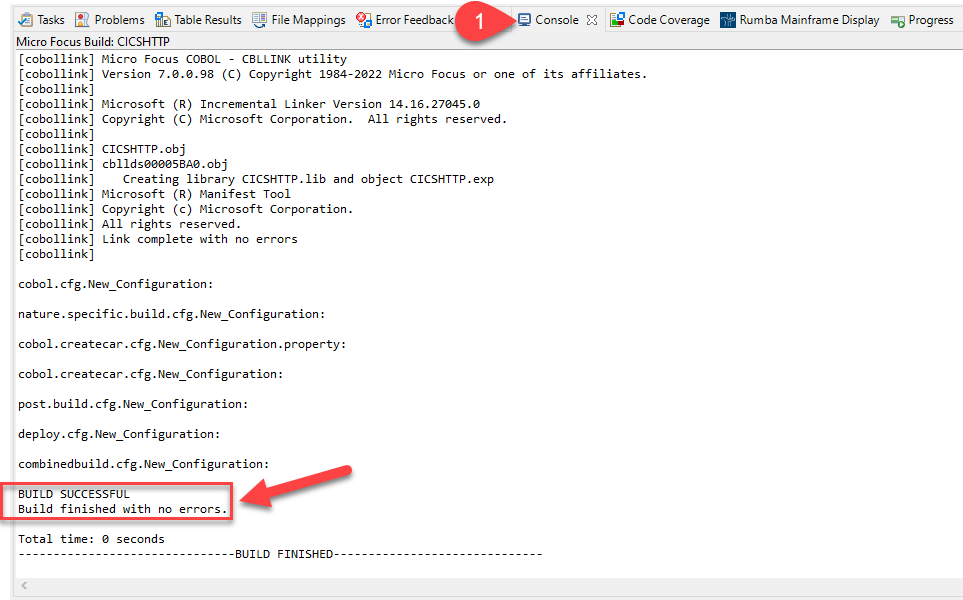 Tasks Problems Table Results File Mappings Error Feedback 1 Console Code Coverage Rumba Mainframe Display Progress
Micro Focus Build: CICSHTTP
[cobollink] Micro Focus COBOL - CBLLINK utility
[cobollink] Version 7.0.0.98 (C) Copyright 1984-2022 Micro Focus or one of its affiliates.
[cobollink]
[cobollink] Microsoft (R) Incremental Linker Version 14.16.27045.0
[cobollink] Copyright (C) Microsoft Corporation.  All rights reserved.
[cobollink]
[cobollink] CICSHTTP.obj
[cobollink] cbllds00005BA0.obj
[cobollink]    Creating library CICSHTTP.lib and object CICSHTTP.exp
[cobollink] Microsoft (R) Manifest Tool
[cobollink] Copyright (c) Microsoft Corporation.
[cobollink] All rights reserved.
[cobollink] Link complete with no errors
[cobollink]
cobol.cfg.New_Configuration:
nature.specific.build.cfg.New_Configuration:
cobol.createcar.cfg.New_Configuration.property:
cobol.createcar.cfg.New_Configuration:
post.build.cfg.New_Configuration:
deploy.cfg.New_Configuration:
combinedbuild.cfg.New_Configuration:
BUILD SUCCESSFUL
Build finished with no errors.
Total time: 0 seconds
-------------------------------BUILD FINISHED------------------------------